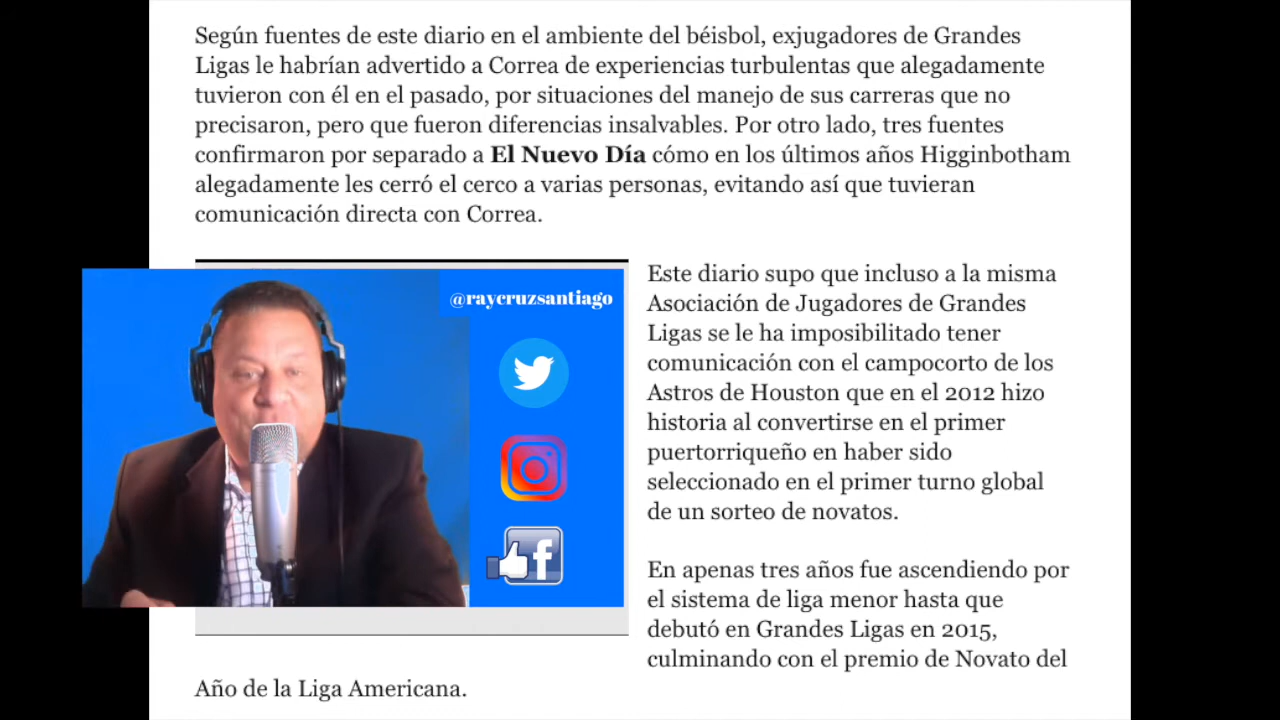 Según fuentes de este diario en el ambiente del béisbol, exjugadores de Grandes
Ligas le habrían advertido a Correa de experiencias turbulentas que alegadamente
tuvieron con él en el pasado, por situaciones del manejo de sus carreras que no
precisaron, pero que fueron diferencias insalvables. Por otro lado, tres fuentes
confirmaron por separado a El Nuevo Día cómo en los últimos años Higginbotham
alegadamente les cerró el cerco a varias personas, evitando así que tuvieran
comunicación directa con Correa.
@raycruzsantiago
f
Este diario supo que incluso a la misma
Asociación de Jugadores de Grandes
Ligas se le ha imposibilitado tener
comunicación con el campocorto de los
Astros de Houston que en el 2012 hizo
historia al convertirse en el primer
puertorriqueño en haber sido
seleccionado en el primer turno global
de un sorteo de novatos.
En apenas tres años fue ascendiendo por
el sistema de liga menor hasta que
debutó en Grandes Ligas en 2015,
culminando con el premio de Novato del
Año de la Liga Americana.